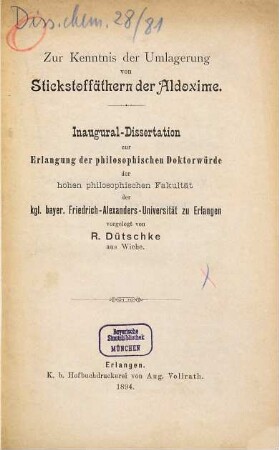 Diss. chem. 28/81
Zur Kenntnis der Umlagerung
von
Stickstoffäthern der Aldoxime.
Inaugural-Dissertation
zur
Erlangung der philosophischen Doktorwürde
der
hohen philosophischen Fakultät
der
kgl. bayer. Friedrich-Alexanders-Universität zu Erlangen
vorgelegt von
R. Dütschke
aus Wiehe.
Bayerische
Staatsbibliothek
MÜNCHEN
Erlangen.
K. b. Hofbuchdruckerei von Aug. Vollrath.
1894.